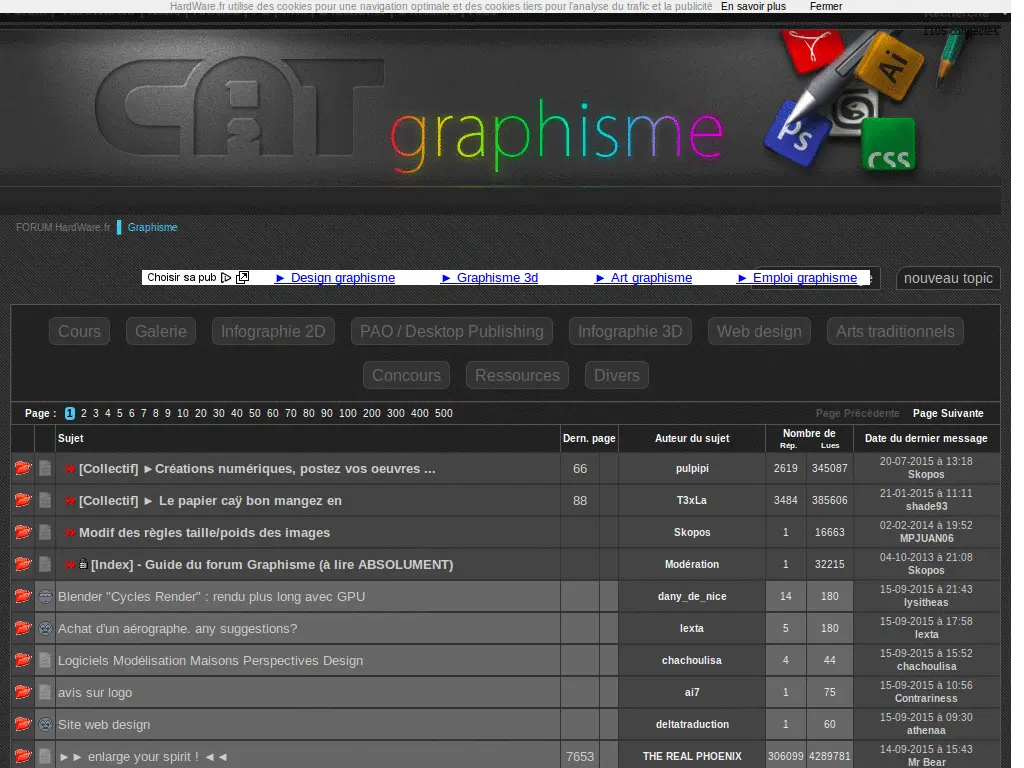 HardWare.fr utilise des cookies pour une navigation optimale et des cookies tiers pour l'analyse du trafic et la publicité En savoir plus Fermer
Recherche
1105 connectés
CAT 1 2 graphisme
Ai
Ps
css
FORUM HardWare.fr Graphisme
Choisir sa pub ► Design graphisme ► Graphisme 3d ► Art graphisme ► Emploi graphisme
nouveau topic
Cours Galerie Infographie 2D PAO / Desktop Publishing Infographie 3D Web design Arts traditionnels
Concours Ressources Divers
Page : 1 2 3 4 5 6 7 8 9 10 20 30 40 50 60 70 80 90 100 200 300 400 500 Page Précédente Page Suivante
Sujet Dern. page Auteur du sujet Nombre de Rép. Lues Date du dernier message
[Collectif] ►Créations numériques, postez vos oeuvres ... 66 pulpipi 2619 345087 20-07-2015 à 13:18
Skopos
[Collectif] ► Le papier caÿ bon mangez en 88 T3xLa 3484 385606 21-01-2015 à 11:11
shade93
Modif des règles taille/poids des images Skopos 1 16663 02-02-2014 à 19:52
MPJUAN06
[Index] - Guide du forum Graphisme (à lire ABSOLUMENT) Modération 1 32215 04-10-2013 à 21:08
Skopos
Blender "Cycles Render" : rendu plus long avec GPU dany_de_nice 14 180 15-09-2015 à 21:43
lysitheas
Achat d'un aérographe. any suggestions? lexta 5 180 15-09-2015 à 17:58
lexta
Logiciels Modélisation Maisons Perspectives Design chachoulisa 4 44 15-09-2015 à 15:52
chachoulisa
avis sur logo ai7 1 75 15-09-2015 à 10:56
Contrariness
Site web design deltatraduction 1 60 15-09-2015 à 09:30
athenaa
►► enlarge your spirit ! ◄◄ 7653 THE REAL PHOENIX 306099 4289781 14-09-2015 à 15:43
Mr Bear